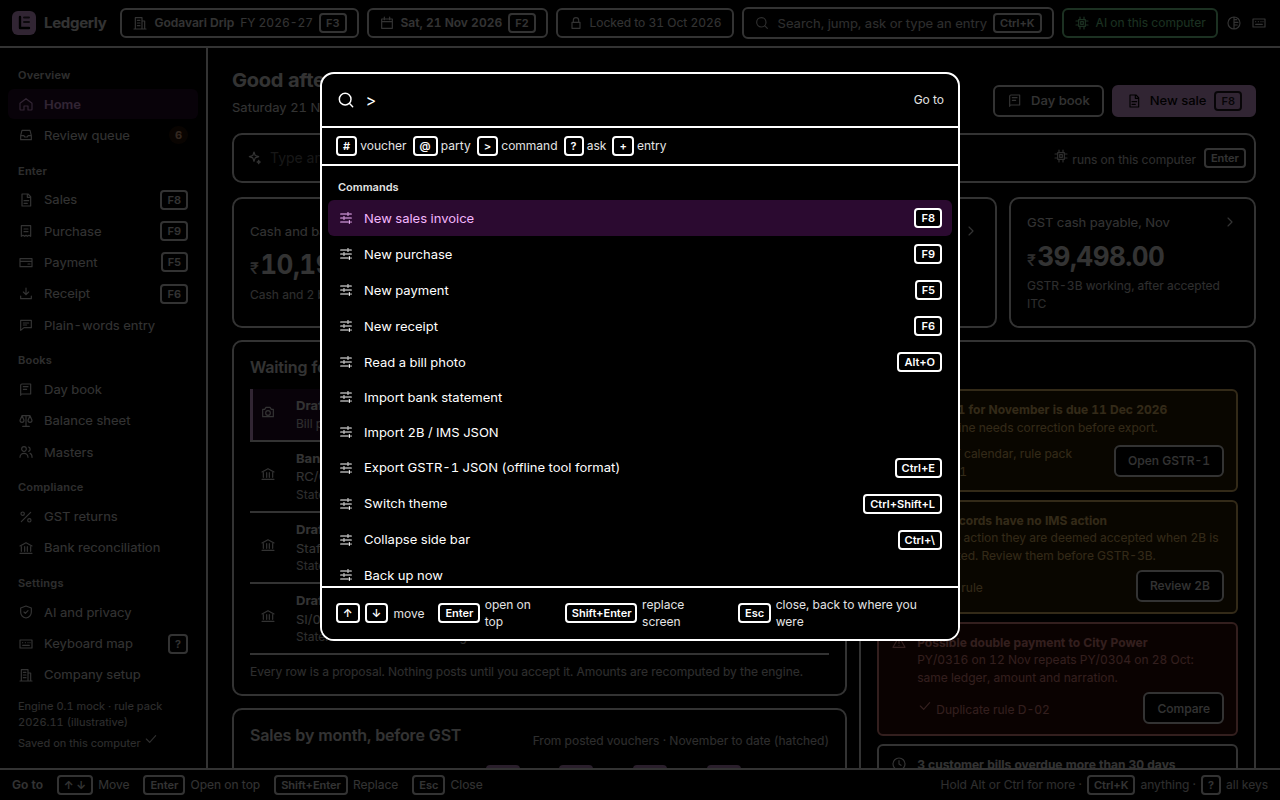 Ledgerly
Godavari Drip FY 2026-27 F3
Sat, 21 Nov 2026 F2
Locked to 31 Oct 2026
Search, jump, ask or type an entry Ctrl+K
AI on this computer
Overview
Home
Review queue 6
Enter
Sales F8
Purchase F9
Payment F5
Receipt F6
Plain-words entry
Books
Day book
Balance sheet
Masters
Compliance
GST returns
Bank reconciliation
Settings
AI and privacy
Keyboard map ?
Company setup
Engine 0.1 mock · rule pack
2026.11 (illustrative)
Saved on this computer
Good
Saturday 21
Day book
New sale F8
Type
runs on this computer Enter
Cash and
₹10,1
Cash and 2
GST cash payable, Nov
₹39,498.00
GSTR-3B working, after accepted
ITC
> Go to
# voucher @ party > command ? ask + entry
Commands
New sales invoice F8
New purchase F9
New payment F5
New receipt F6
Read a bill photo Alt+O
Import bank statement
Import 2B / IMS JSON
Export GSTR-1 JSON (offline tool format) Ctrl+E
Switch theme Ctrl+Shift+L
Collapse side bar Ctrl+\
Back up now
↑ ↓ move Enter open on top Shift+Enter replace screen Esc close, back to where you were
Waiting
Bill
RC/
SI/0
Every row is a proposal. Nothing posts until you accept it. Amounts are recomputed by the engine.
Sales by month, before GST
From posted vouchers · November to date (hatched)
for November is due 11 Dec 2026
needs correction before export.
calendar, rule pack
Open GSTR-1
have no IMS action
action they are deemed accepted when 2B is
Review them before GSTR-3B.
rule
Review 2B
Possible double payment to City Power
PY/0316 on 12 Nov repeats PY/0304 on 28 Oct:
same ledger, amount and narration.
Duplicate rule D-02
Compare
3 customer bills overdue more than 30 days
Go to ↑↓ Move Enter Open on top Shift+Enter Replace Esc Close
Hold Alt or Ctrl for more · Ctrl+K anything · ? all keys